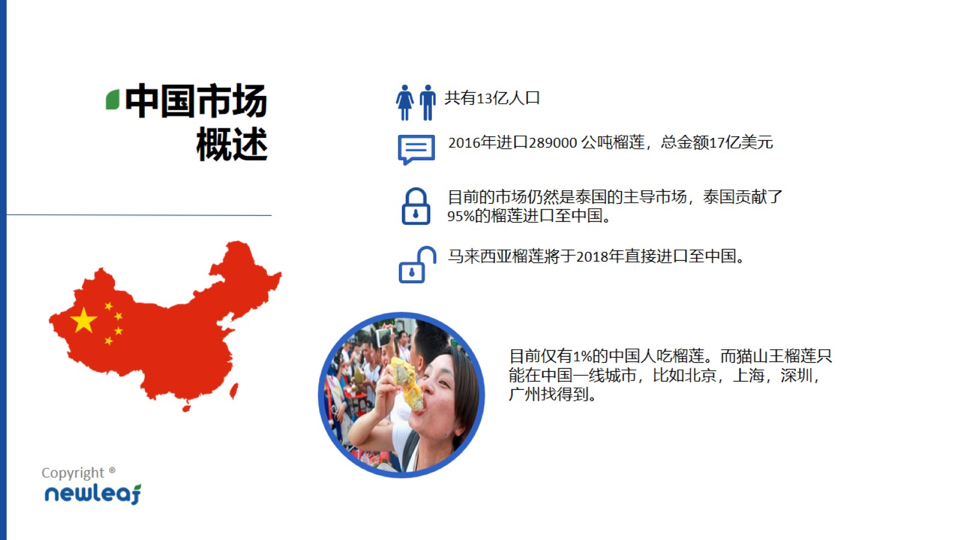 中国市场
概述
共有13亿人口
2016年进口289000 公吨榴莲，总金额17亿美元
目前的市场仍然是泰国的主导市场，泰国贡献了
95%的榴莲进口至中国。
马来西亚榴莲將于2018年直接进口至中国。
目前仅有1%的中国人吃榴莲。而猫山王榴莲只
能在中国一线城市，比如北京，上海，深圳，
广州找得到。
Copyright ®
newleaf